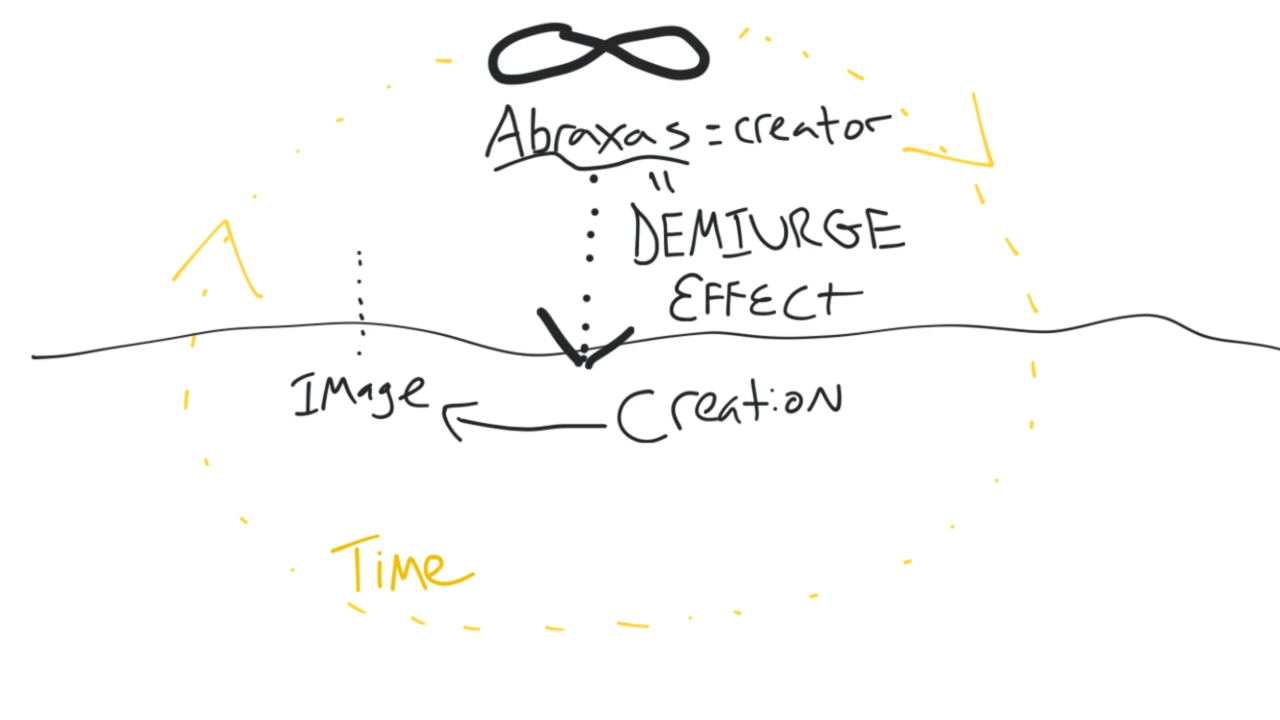 Abraxas = creator
"
DEMIURGE
EFFECT
Image
Creation
Time